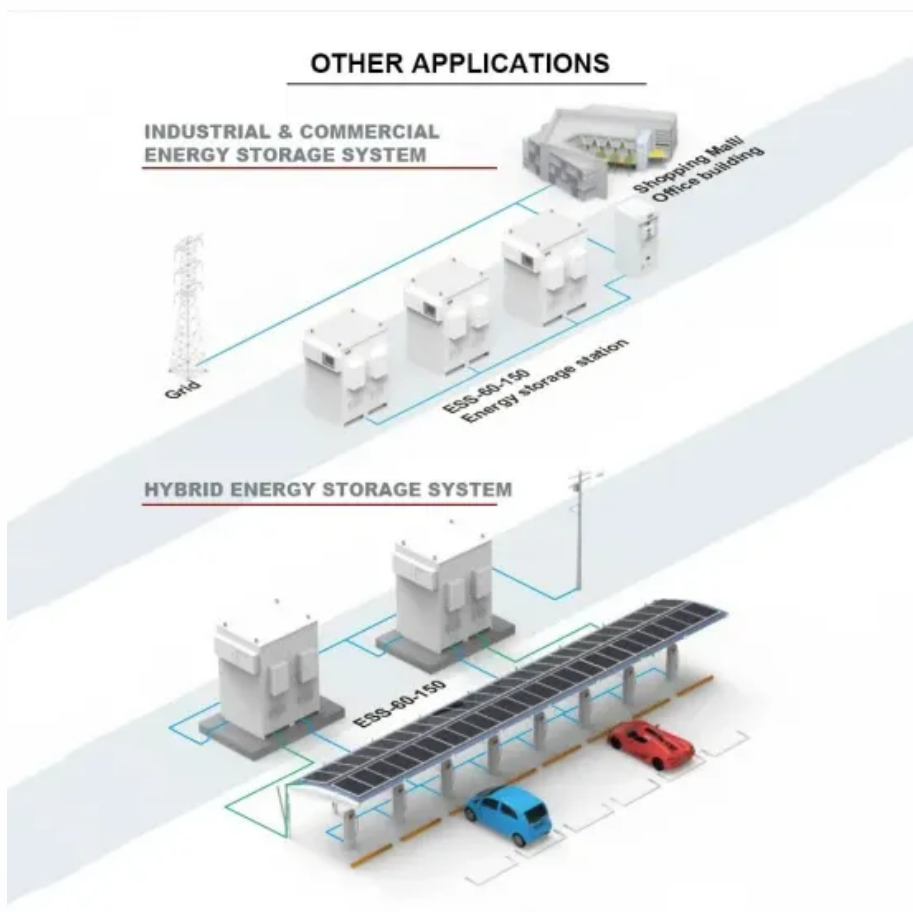 OTHER APPLICATIONS
INDUSTRIAL & COMMERCIAL
ENERGY STORAGE SYSTEM
Shopping Mall/
Office building
Grid
ESS-60-150
Energy storage station
HYBRID ENERGY STORAGE SYSTEM
ESS-60-150